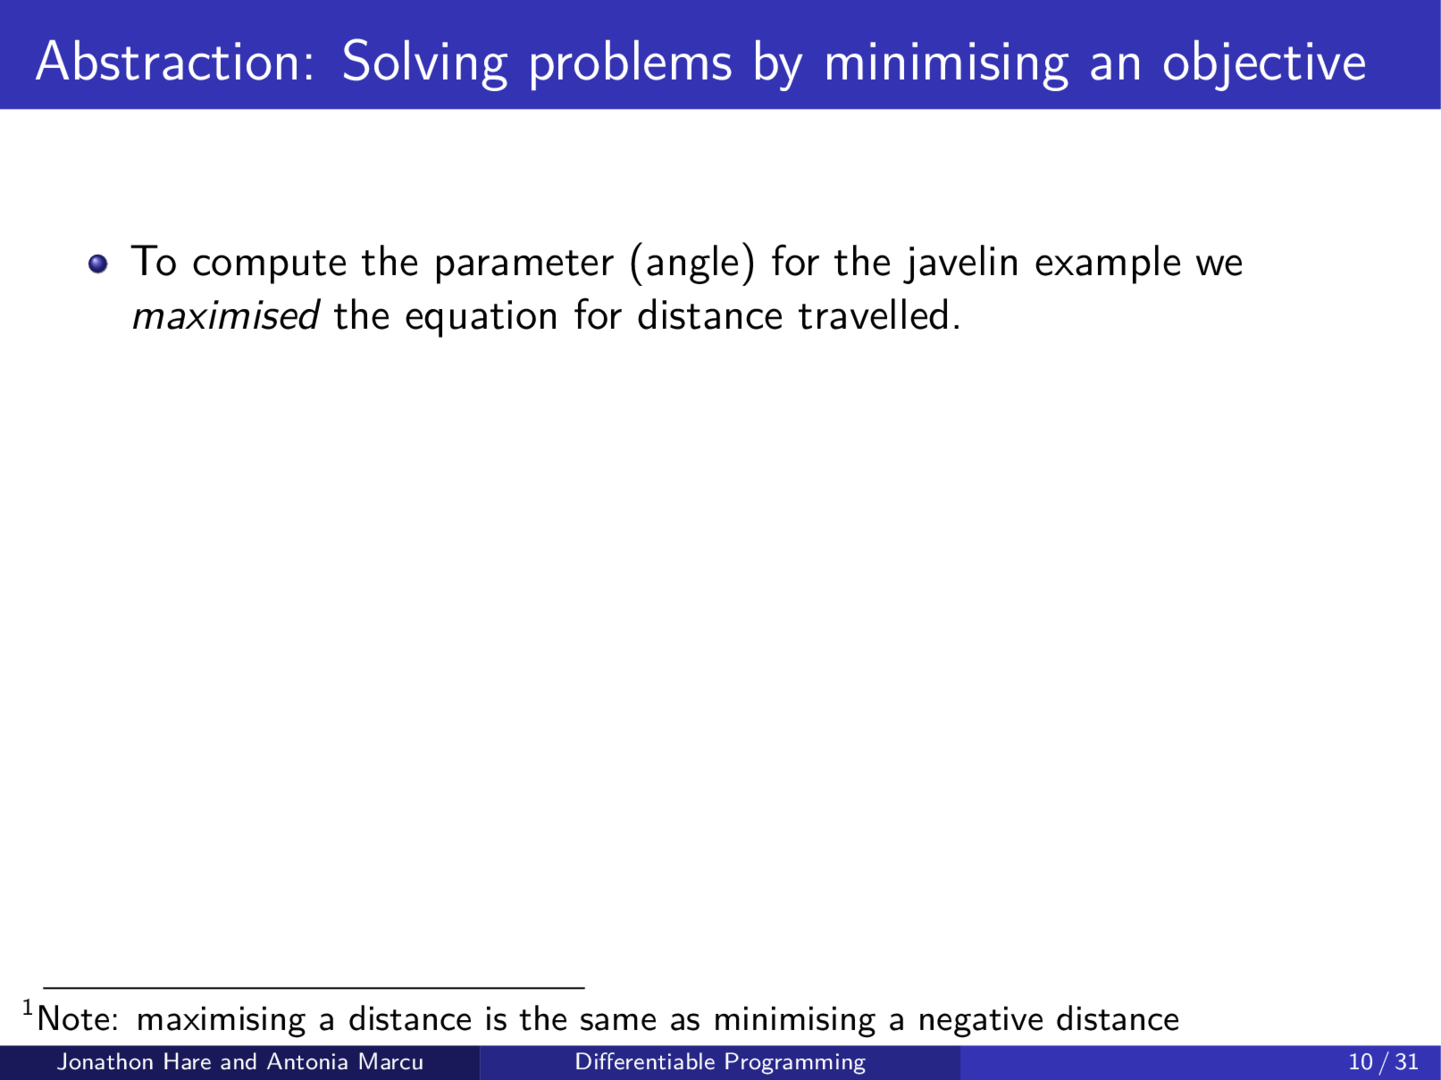 Abstraction: Solving problems by minimising an objective
To compute the parameter (angle) for the javelin example we
maximised the equation for distance travelled.
1Note: maximising a distance is the same as minimising a negative distance
Jonathon Hare and Antonia Marcu
Differentiable Programming
10 / 31